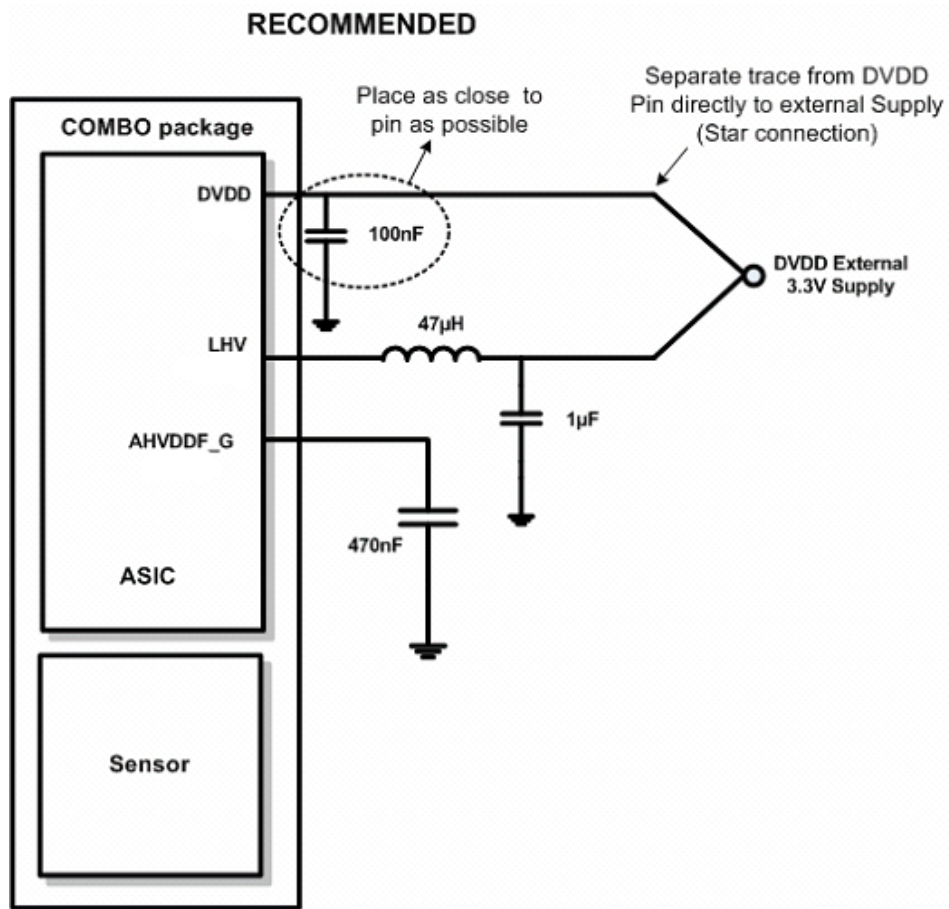 RECOMMENDED
Place as close to
pin as possible
Separate trace from DVDD
Pin directly to external Supply
(Star connection)
COMBO package
DVDD
100nF
DVDD External
3.3V Supply
47µH
LHV
1µF
AHVDDF_G
470nF
ASIC
Sensor